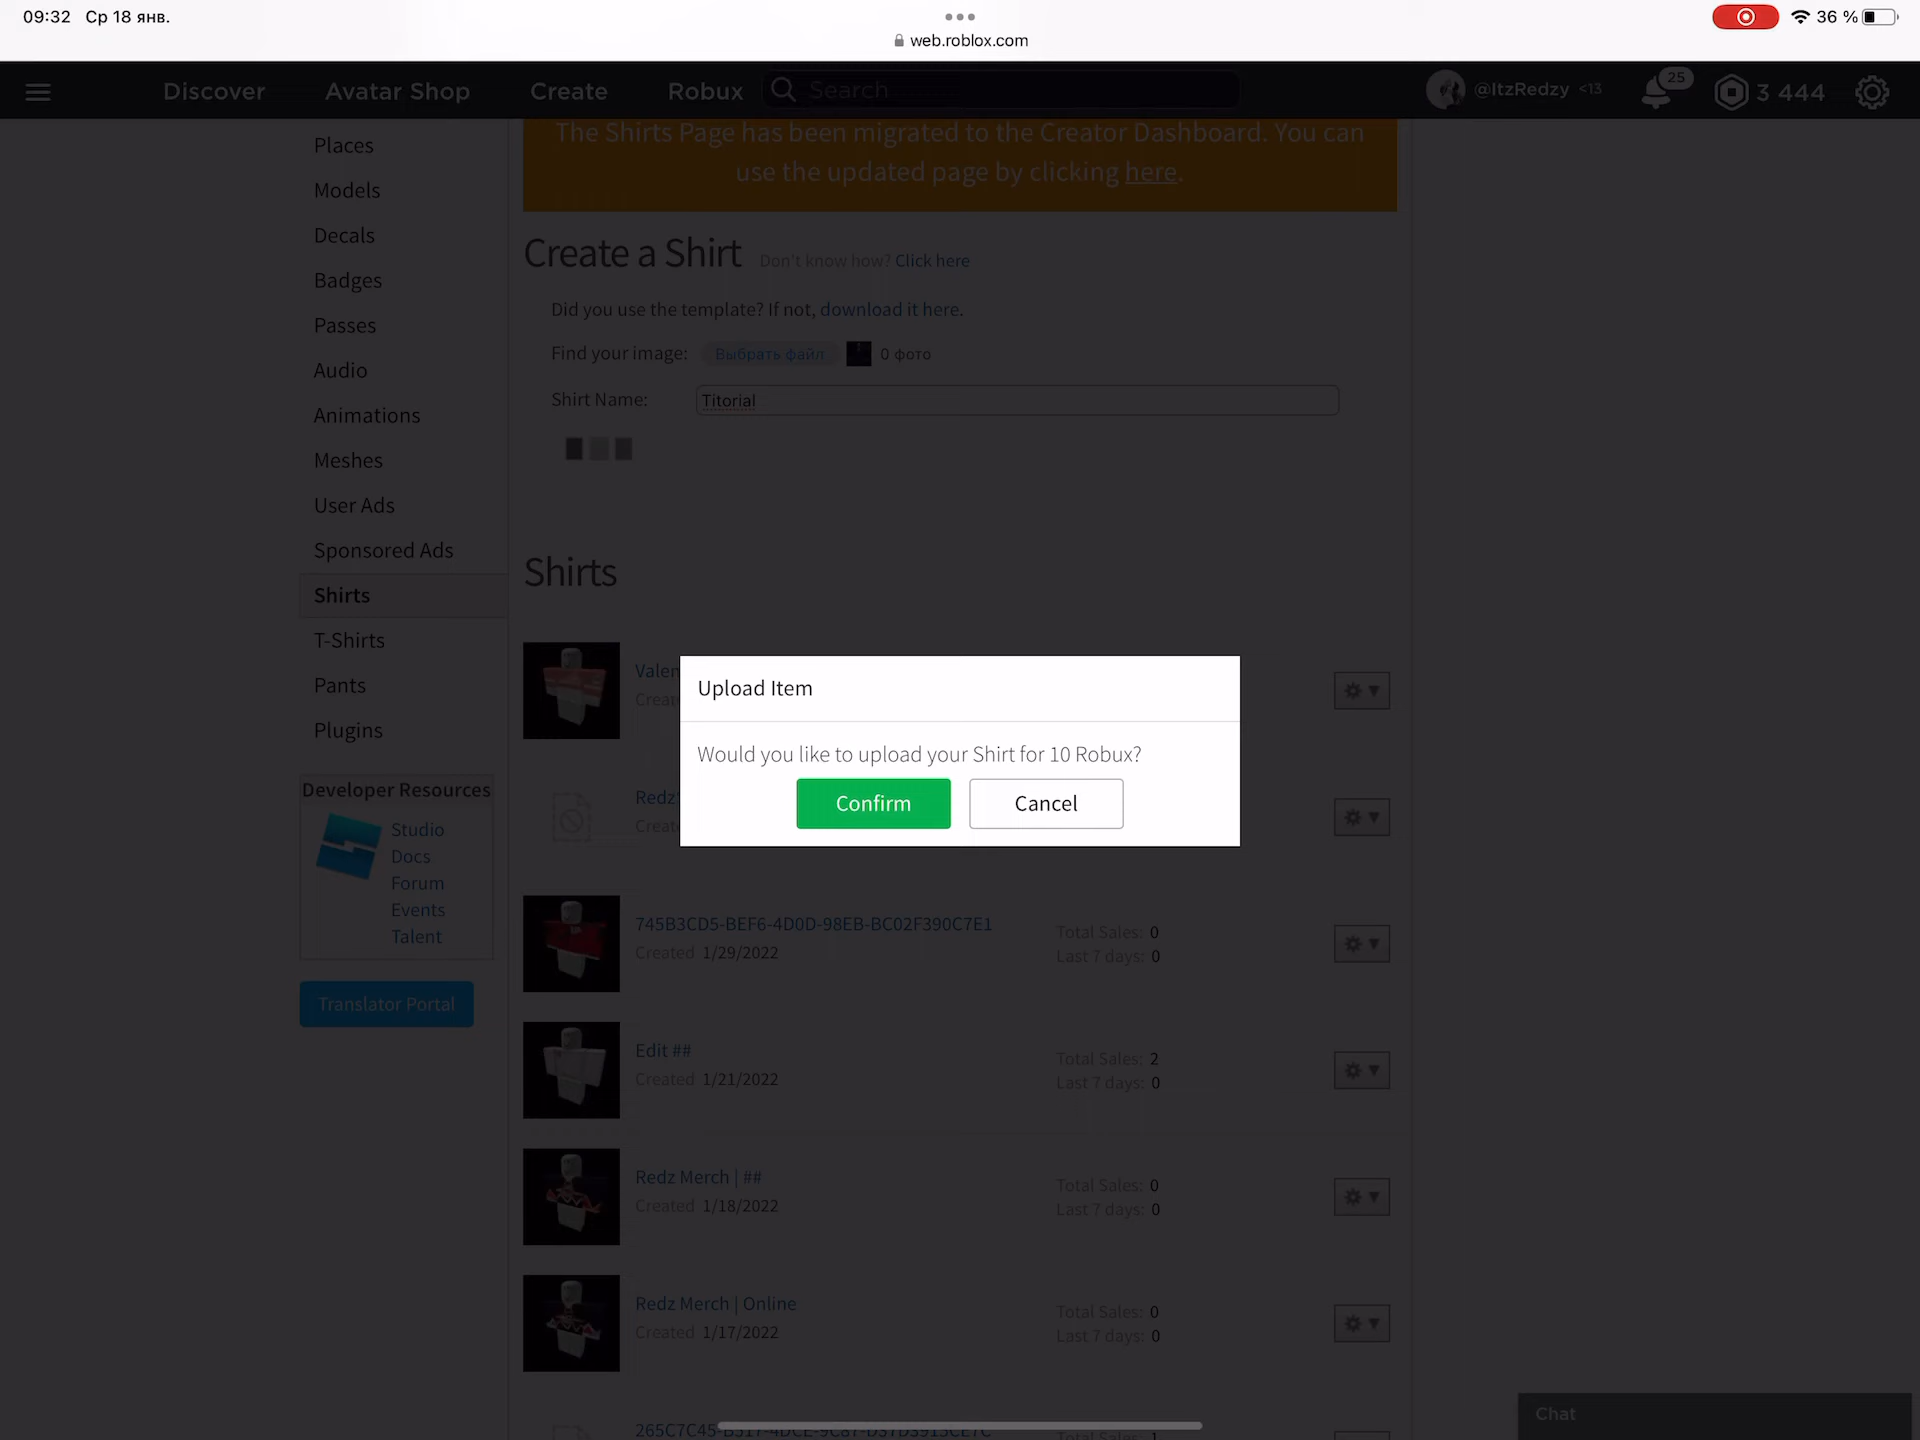 09:32 Ср 18 янв.
web.roblox.com
36 %
Discover
Avatar Shop
Create
Robux
Search
@ItzRedzy <13
25
3 444
Places
Models
Decals
Badges
Passes
Audio
Animations
Meshes
User Ads
Sponsored Ads
Shirts
T-Shirts
Pants
Plugins
Developer Resources
Studio
Docs
Forum
Events
Talent
Translator Portal
The Shirts Page has been migrated to the Creator Dashboard. You can
use the updated page by clicking here.
Create a Shirt Don't know how? Click here
Did you use the template? If not, download it here.
Find your image: Выбрать файл 0 фото
Shirt Name: Titorial
Shirts
Upload Item
Would you like to upload your Shirt for 10 Robux?
Confirm
Cancel
745B3CD5-BEF6-4D0D-98EB-BC02F390C7E1
Created 1/29/2022
Total Sales: 0
Last 7 days: 0
Edit ##
Created 1/21/2022
Total Sales: 2
Last 7 days: 0
Redz Merch | ##
Created 1/18/2022
Total Sales: 0
Last 7 days: 0
Redz Merch | Online
Created 1/17/2022
Total Sales: 0
Last 7 days: 0
Total Sales: 1
Chat